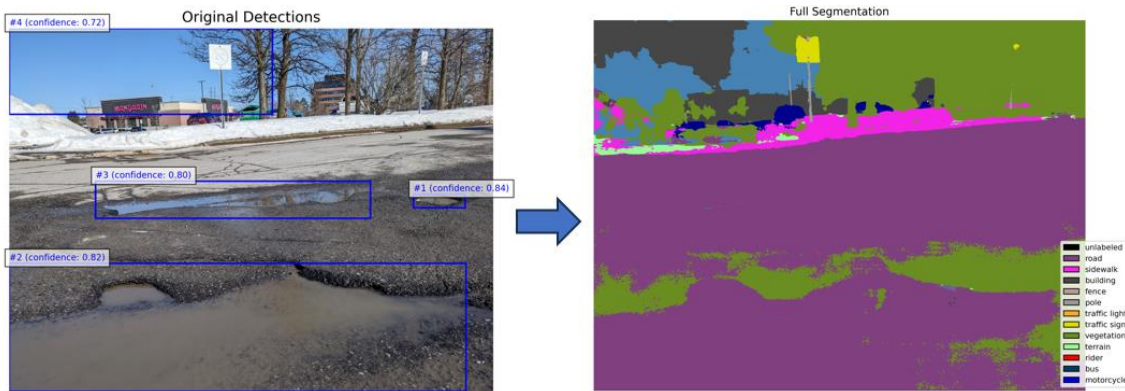 Original Detections
#4 (confidence: 0.72)
#3 (confidence: 0.80)
#1 (confidence: 0.84)
#2 (confidence: 0.82)
Full Segmentation
unlabeled
road
sidewalk
building
fence
pole
traffic light
traffic sign
vegetation
terrain
rider
bus
motorcycle